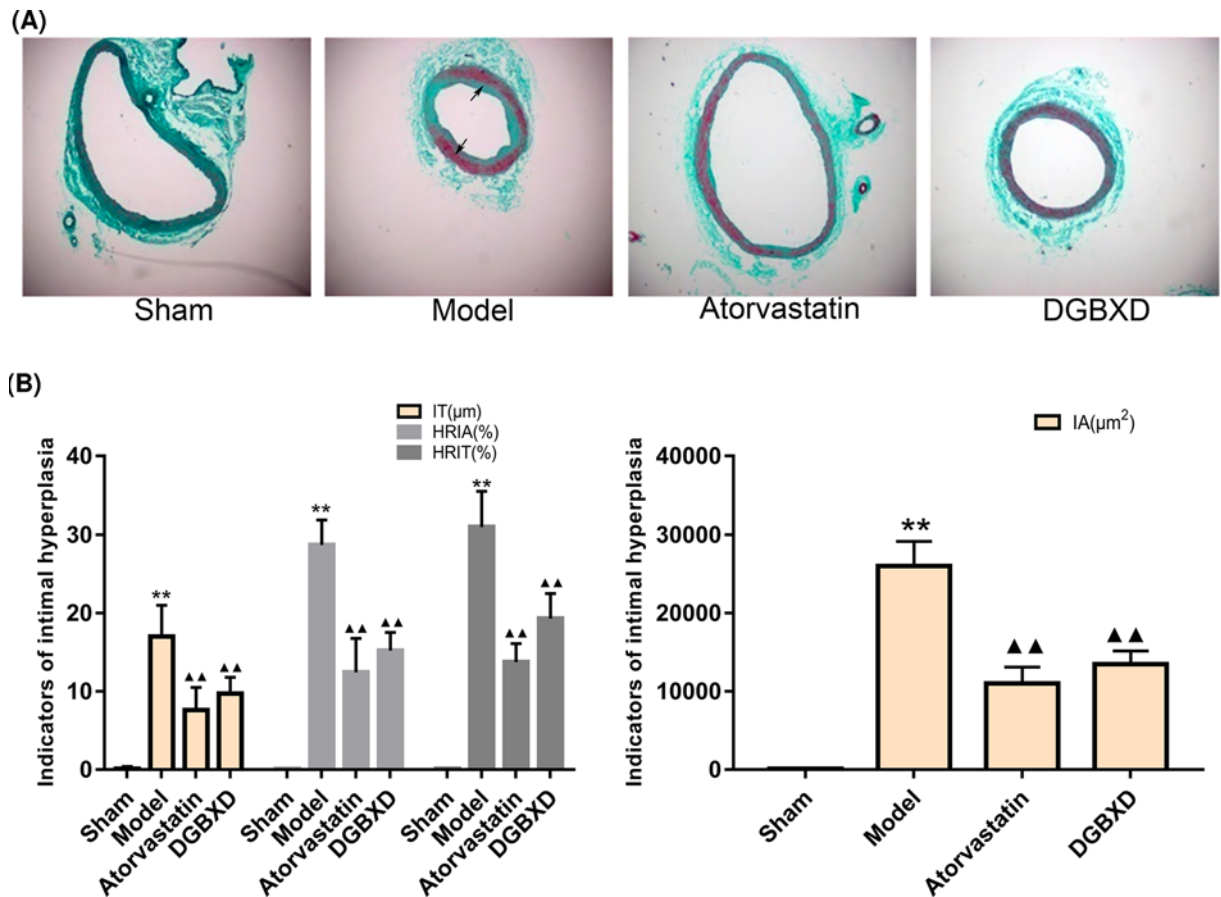 (A)
Sham Model Atorvastatin DGBXD
(B)
IT(µm)
HRIA(%)
HRIT(%)
Indicators of intimal hyperplasia
40
30
20
10
0
** ** **
▲▲ ▲▲ ▲▲ ▲▲ ▲▲ ▲▲
Sham Model Atorvastatin DGBXD Sham Model Atorvastatin DGBXD Sham Model Atorvastatin DGBXD
IA(µm²)
Indicators of intimal hyperplasia
40000
30000
20000
10000
0
**
▲▲ ▲▲
Sham Model Atorvastatin DGBXD